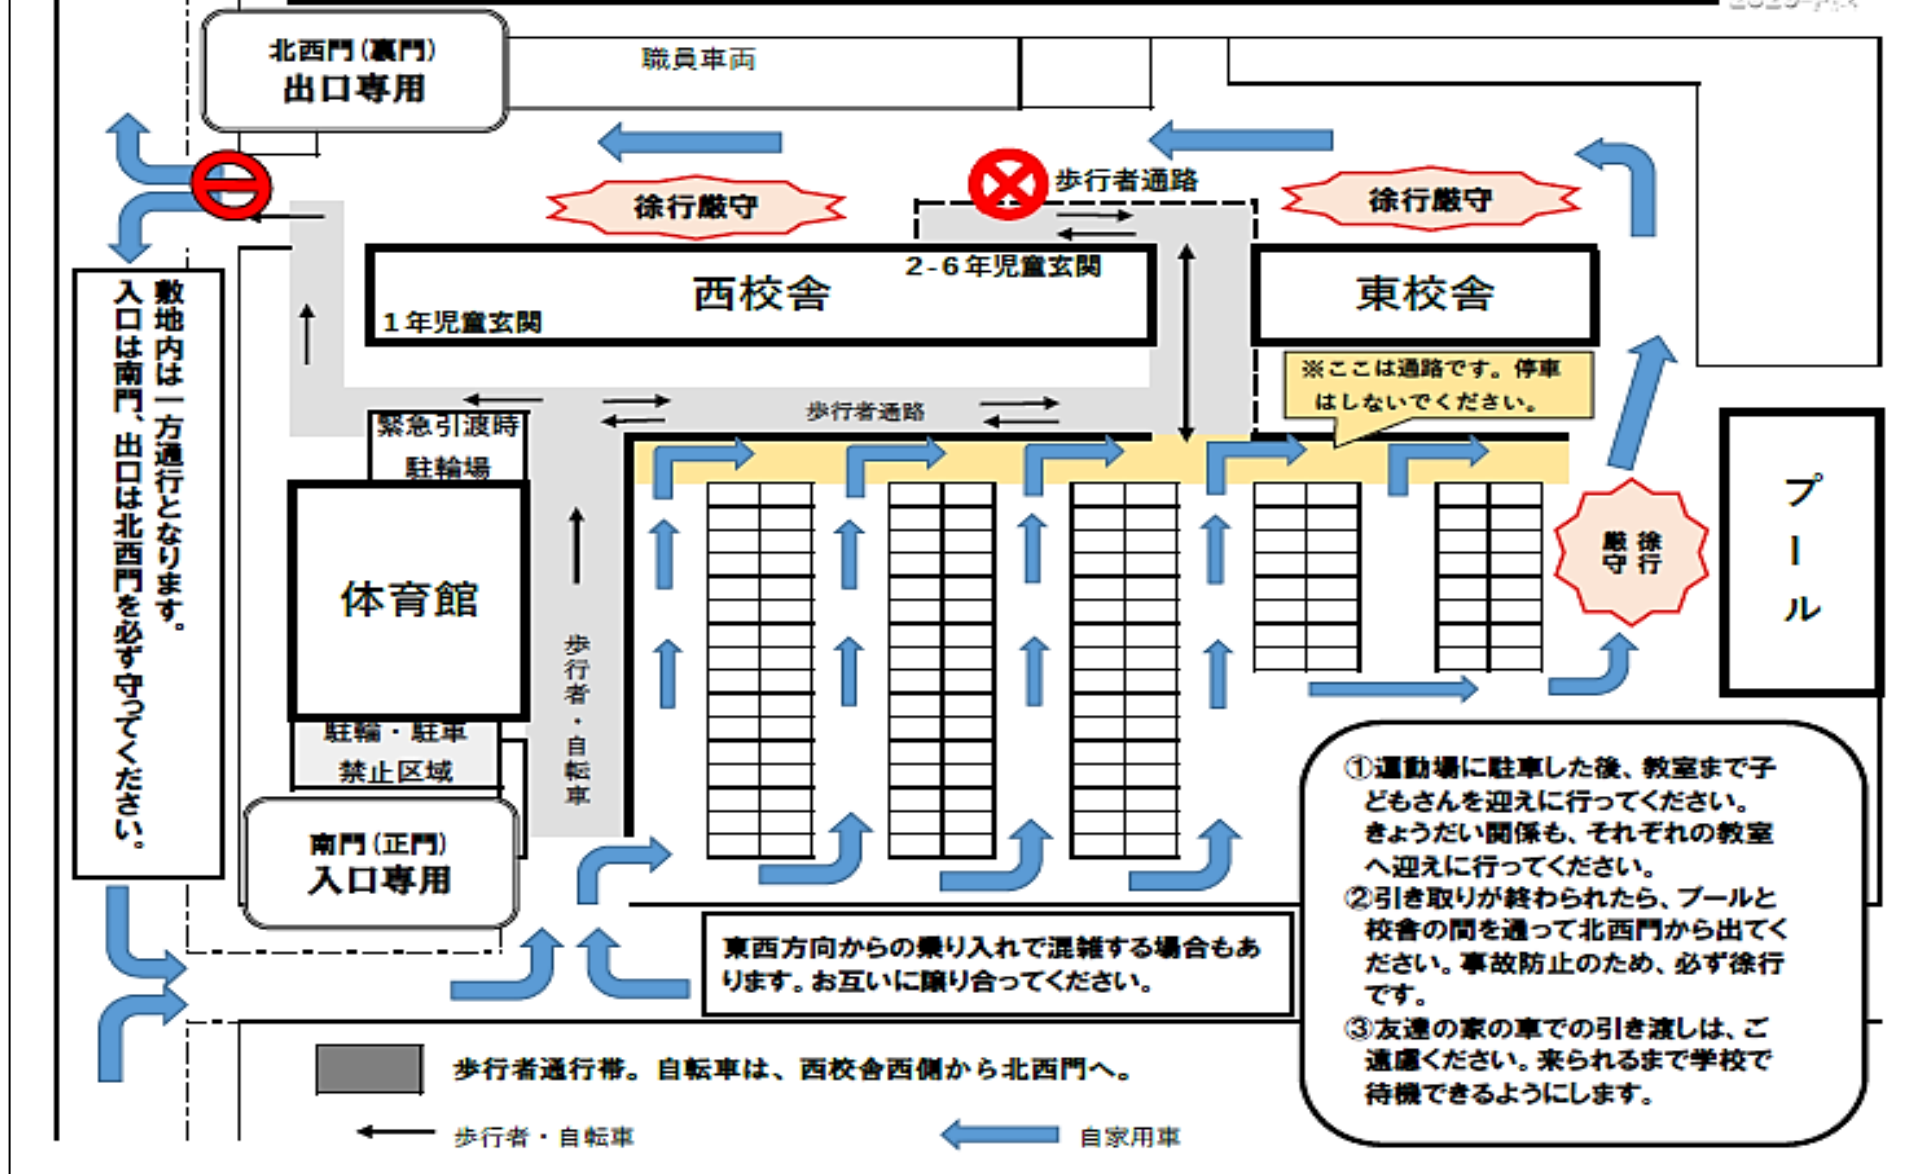 北西門(裏門)
出口専用
職員車両
歩行者通路
徐行厳守
徐行厳守
2-6年児童玄関
西校舎
1年児童玄関
東校舎
※ここは通路です。停車
はしないでください。
敷地内は一方通行となります。
入口は南門、出口は北西門を必ず守ってください。
歩行者通路
緊急引渡時
駐輪場
体育館
歩行者・自転車
徐行
厳守
プール
駐輪・駐車
禁止区域
南門(正門)
入口専用
①運動場に駐車した後、教室まで子
どもさんを迎えに行ってください。
きょうだい関係も、それぞれの教室
へ迎えに行ってください。
②引き取りが終わられたら、プールと
校舎の間を通って北西門から出てく
ださい。事故防止のため、必ず徐行
です。
③友達の家の車での引き渡しは、ご
遠慮ください。来られるまで学校で
待機できるようにします。
東西方向からの乗り入れで混雑する場合もあ
ります。お互いに譲り合ってください。
歩行者通行帯。自転車は、西校舎西側から北西門へ。
歩行者・自転車
自家用車